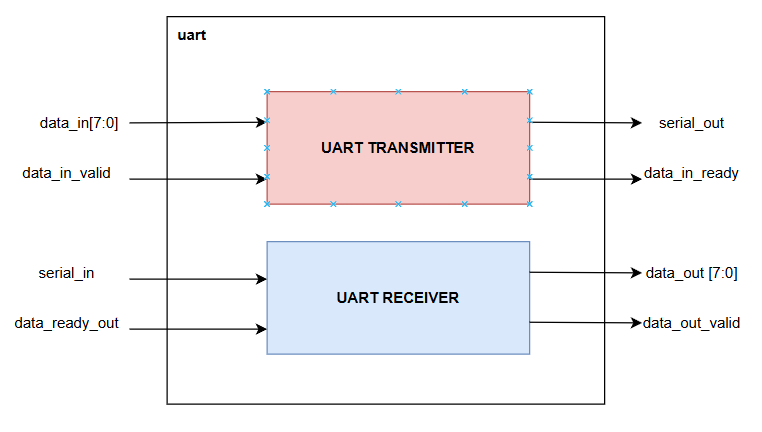 uart
data_in[7:0]
UART TRANSMITTER
serial_out
data_in_valid
data_in_ready
serial_in
UART RECEIVER
data_out [7:0]
data_ready_out
data_out_valid